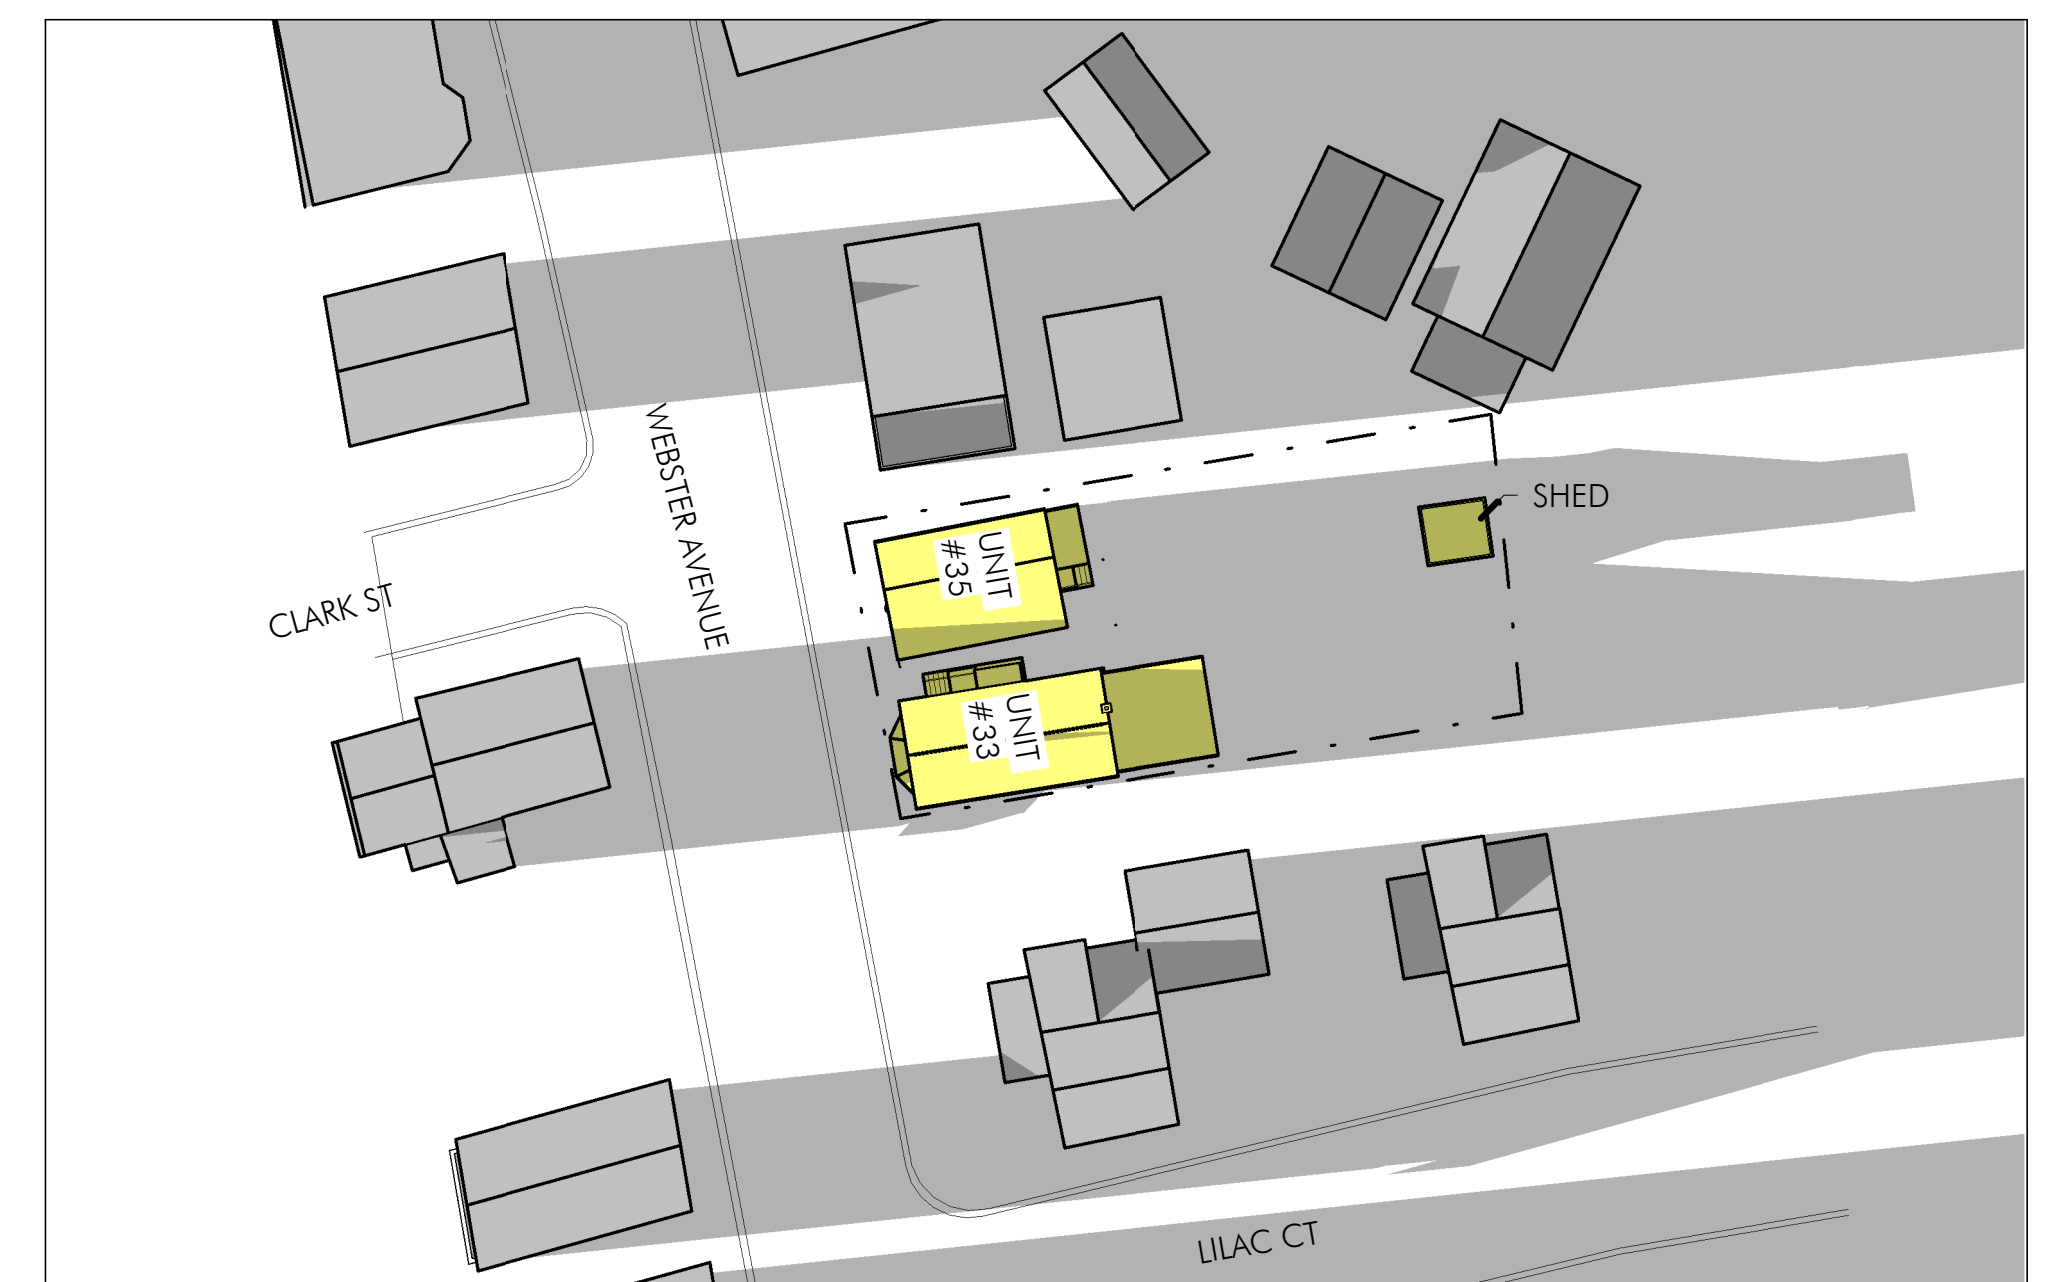 SHED
UNIT
#35
WEBSTER AVENUE
CLARK ST
UNIT
#33
LILAC CT